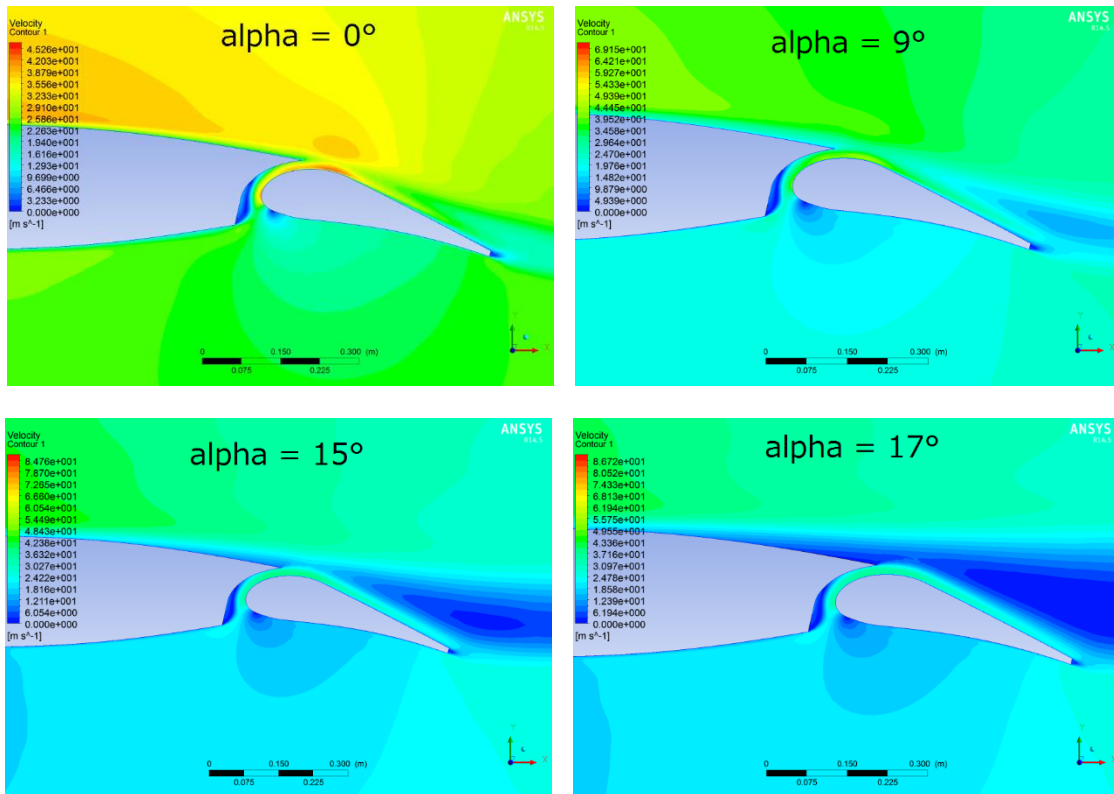 Velocity
Contour 1
4.526e+001
4.203e+001
3.879e+001
3.556e+001
3.233e+001
2.910e+001
2.586e+001
2.263e+001
1.940e+001
1.616e+001
1.293e+001
9.699e+000
6.466e+000
3.233e+000
0.000e+000
[m s^-1]
alpha = 0°
ANSYS
R14.5
0 0.150 0.300 (m)
0.075 0.225
Y
Z X
Velocity
Contour 1
6.915e+001
6.421e+001
5.927e+001
5.433e+001
4.939e+001
4.445e+001
3.952e+001
3.458e+001
2.964e+001
2.470e+001
1.976e+001
1.482e+001
9.879e+000
4.939e+000
0.000e+000
[m s^-1]
alpha = 9°
ANSYS
R14.5
0 0.150 0.300 (m)
0.075 0.225
Y
Z X
Velocity
Contour 1
8.476e+001
7.870e+001
7.265e+001
6.660e+001
6.054e+001
5.449e+001
4.843e+001
4.238e+001
3.632e+001
3.027e+001
2.422e+001
1.816e+001
1.211e+001
6.054e+000
0.000e+000
[m s^-1]
alpha = 15°
ANSYS
R14.5
0 0.150 0.300 (m)
0.075 0.225
Y
Z X
Velocity
Contour 1
8.672e+001
8.052e+001
7.433e+001
6.813e+001
6.194e+001
5.575e+001
4.955e+001
4.336e+001
3.716e+001
3.097e+001
2.478e+001
1.858e+001
1.239e+001
6.194e+000
0.000e+000
[m s^-1]
alpha = 17°
ANSYS
R14.5
0 0.150 0.300 (m)
0.075 0.225
Y
Z X